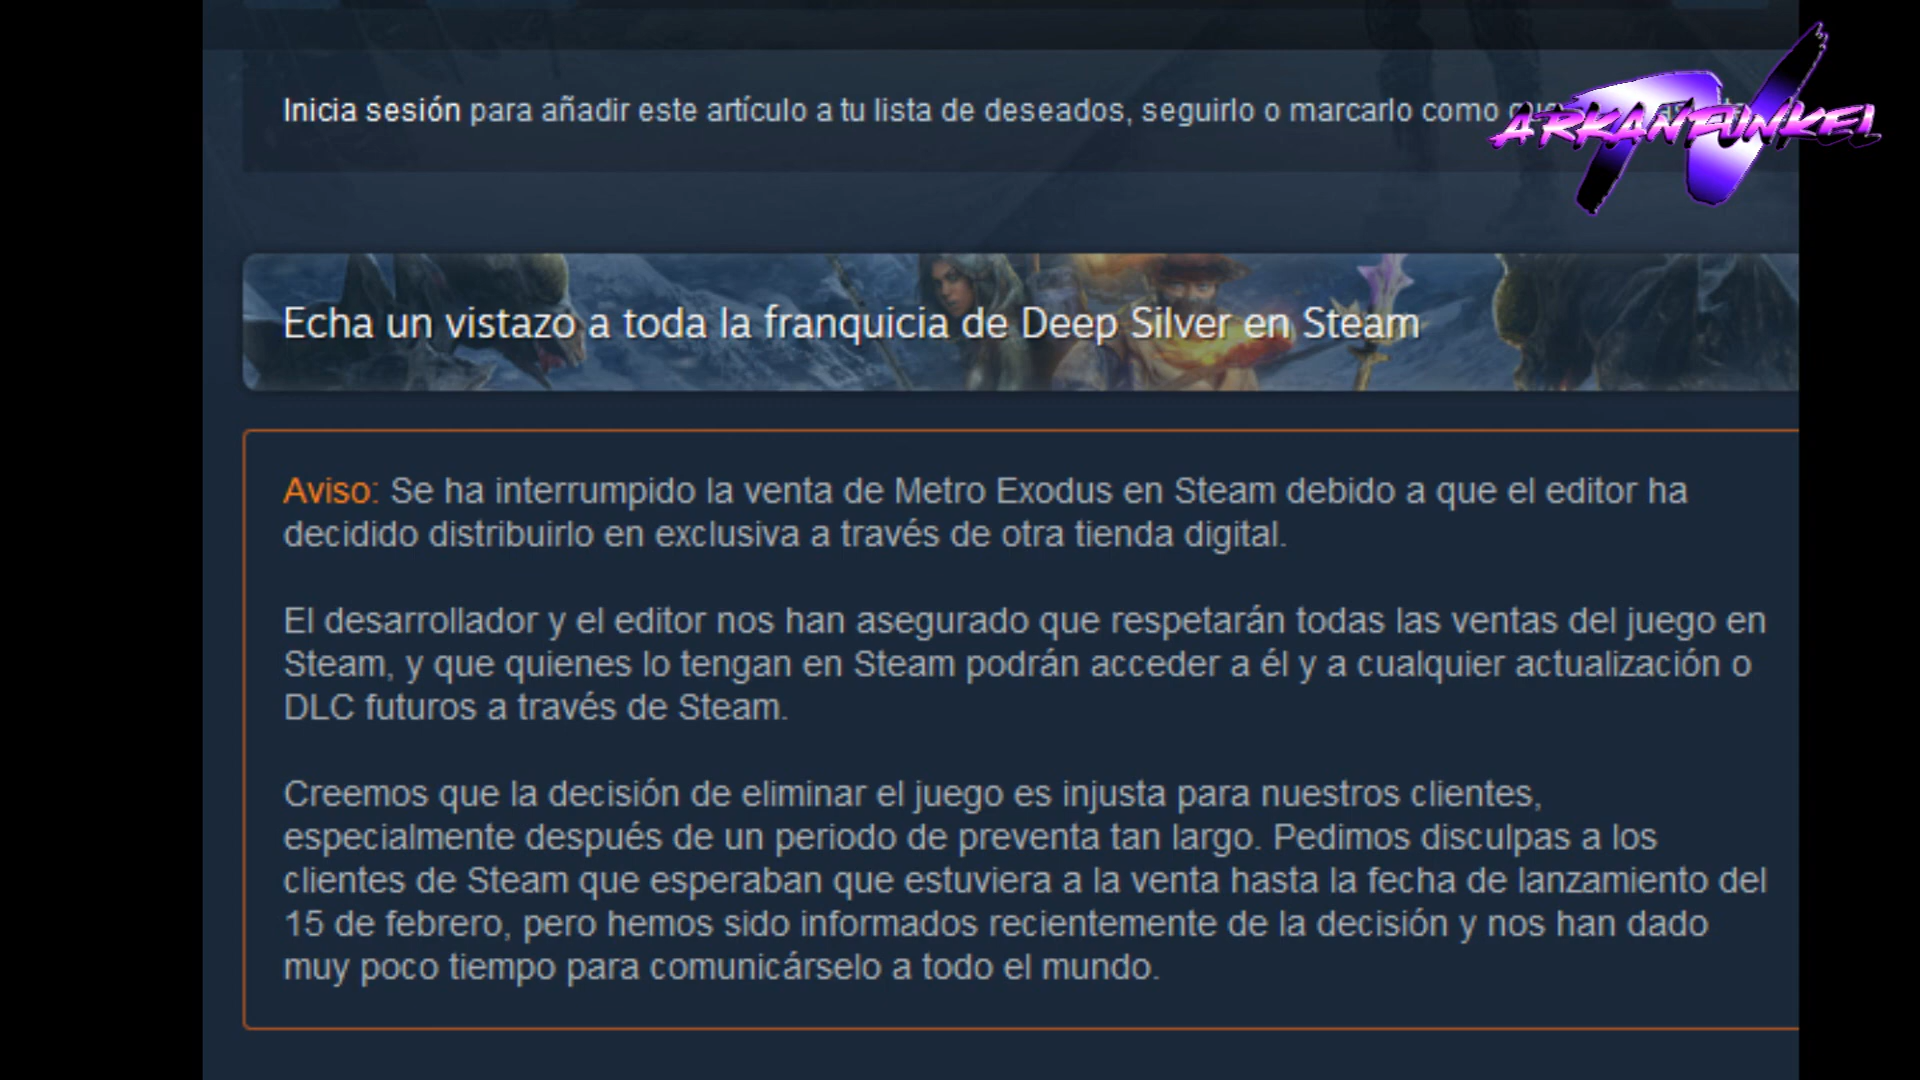 Inicia sesión para añadir este artículo a tu lista de deseados, seguirlo o marcarlo como
ARKANFUNKEL
TV
Echa un vistazo a toda la franquicia de Deep Silver en Steam
Aviso: Se ha interrumpido la venta de Metro Exodus en Steam debido a que el editor ha
decidido distribuirlo en exclusiva a través de otra tienda digital.
El desarrollador y el editor nos han asegurado que respetarán todas las ventas del juego en
Steam, y que quienes lo tengan en Steam podrán acceder a él y a cualquier actualización o
DLC futuros a través de Steam.
Creemos que la decisión de eliminar el juego es injusta para nuestros clientes,
especialmente después de un periodo de preventa tan largo. Pedimos disculpas a los
clientes de Steam que esperaban que estuviera a la venta hasta la fecha de lanzamiento del
15 de febrero, pero hemos sido informados recientemente de la decisión y nos han dado
muy poco tiempo para comunicárselo a todo el mundo.